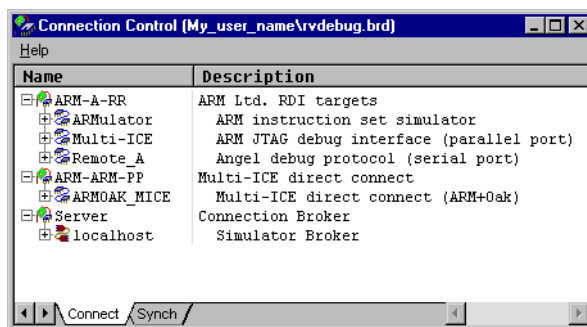 Connection Control (My_user_name\rvdebug.brd)
Help
Name Description
ARM-A-RR ARM Ltd. RDI targets
ARMulator ARM instruction set simulator
Multi-ICE ARM JTAG debug interface (parallel port)
Remote_A Angel debug protocol (serial port)
ARM-ARM-PP Multi-ICE direct connect
ARMOAK_MICE Multi-ICE direct connect (ARM+Oak)
Server Connection Broker
localhost Simulator Broker
Connect Synch